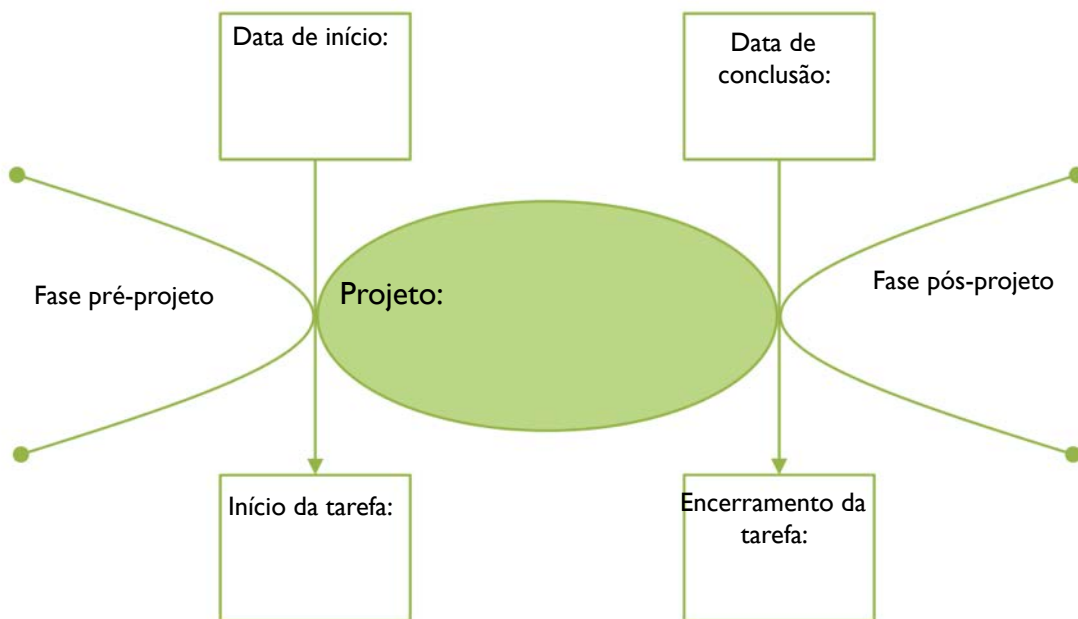 Data de início:
Data de
conclusão:
Fase pré-projeto
Projeto:
Fase pós-projeto
Início da tarefa:
Encerramento da
tarefa: